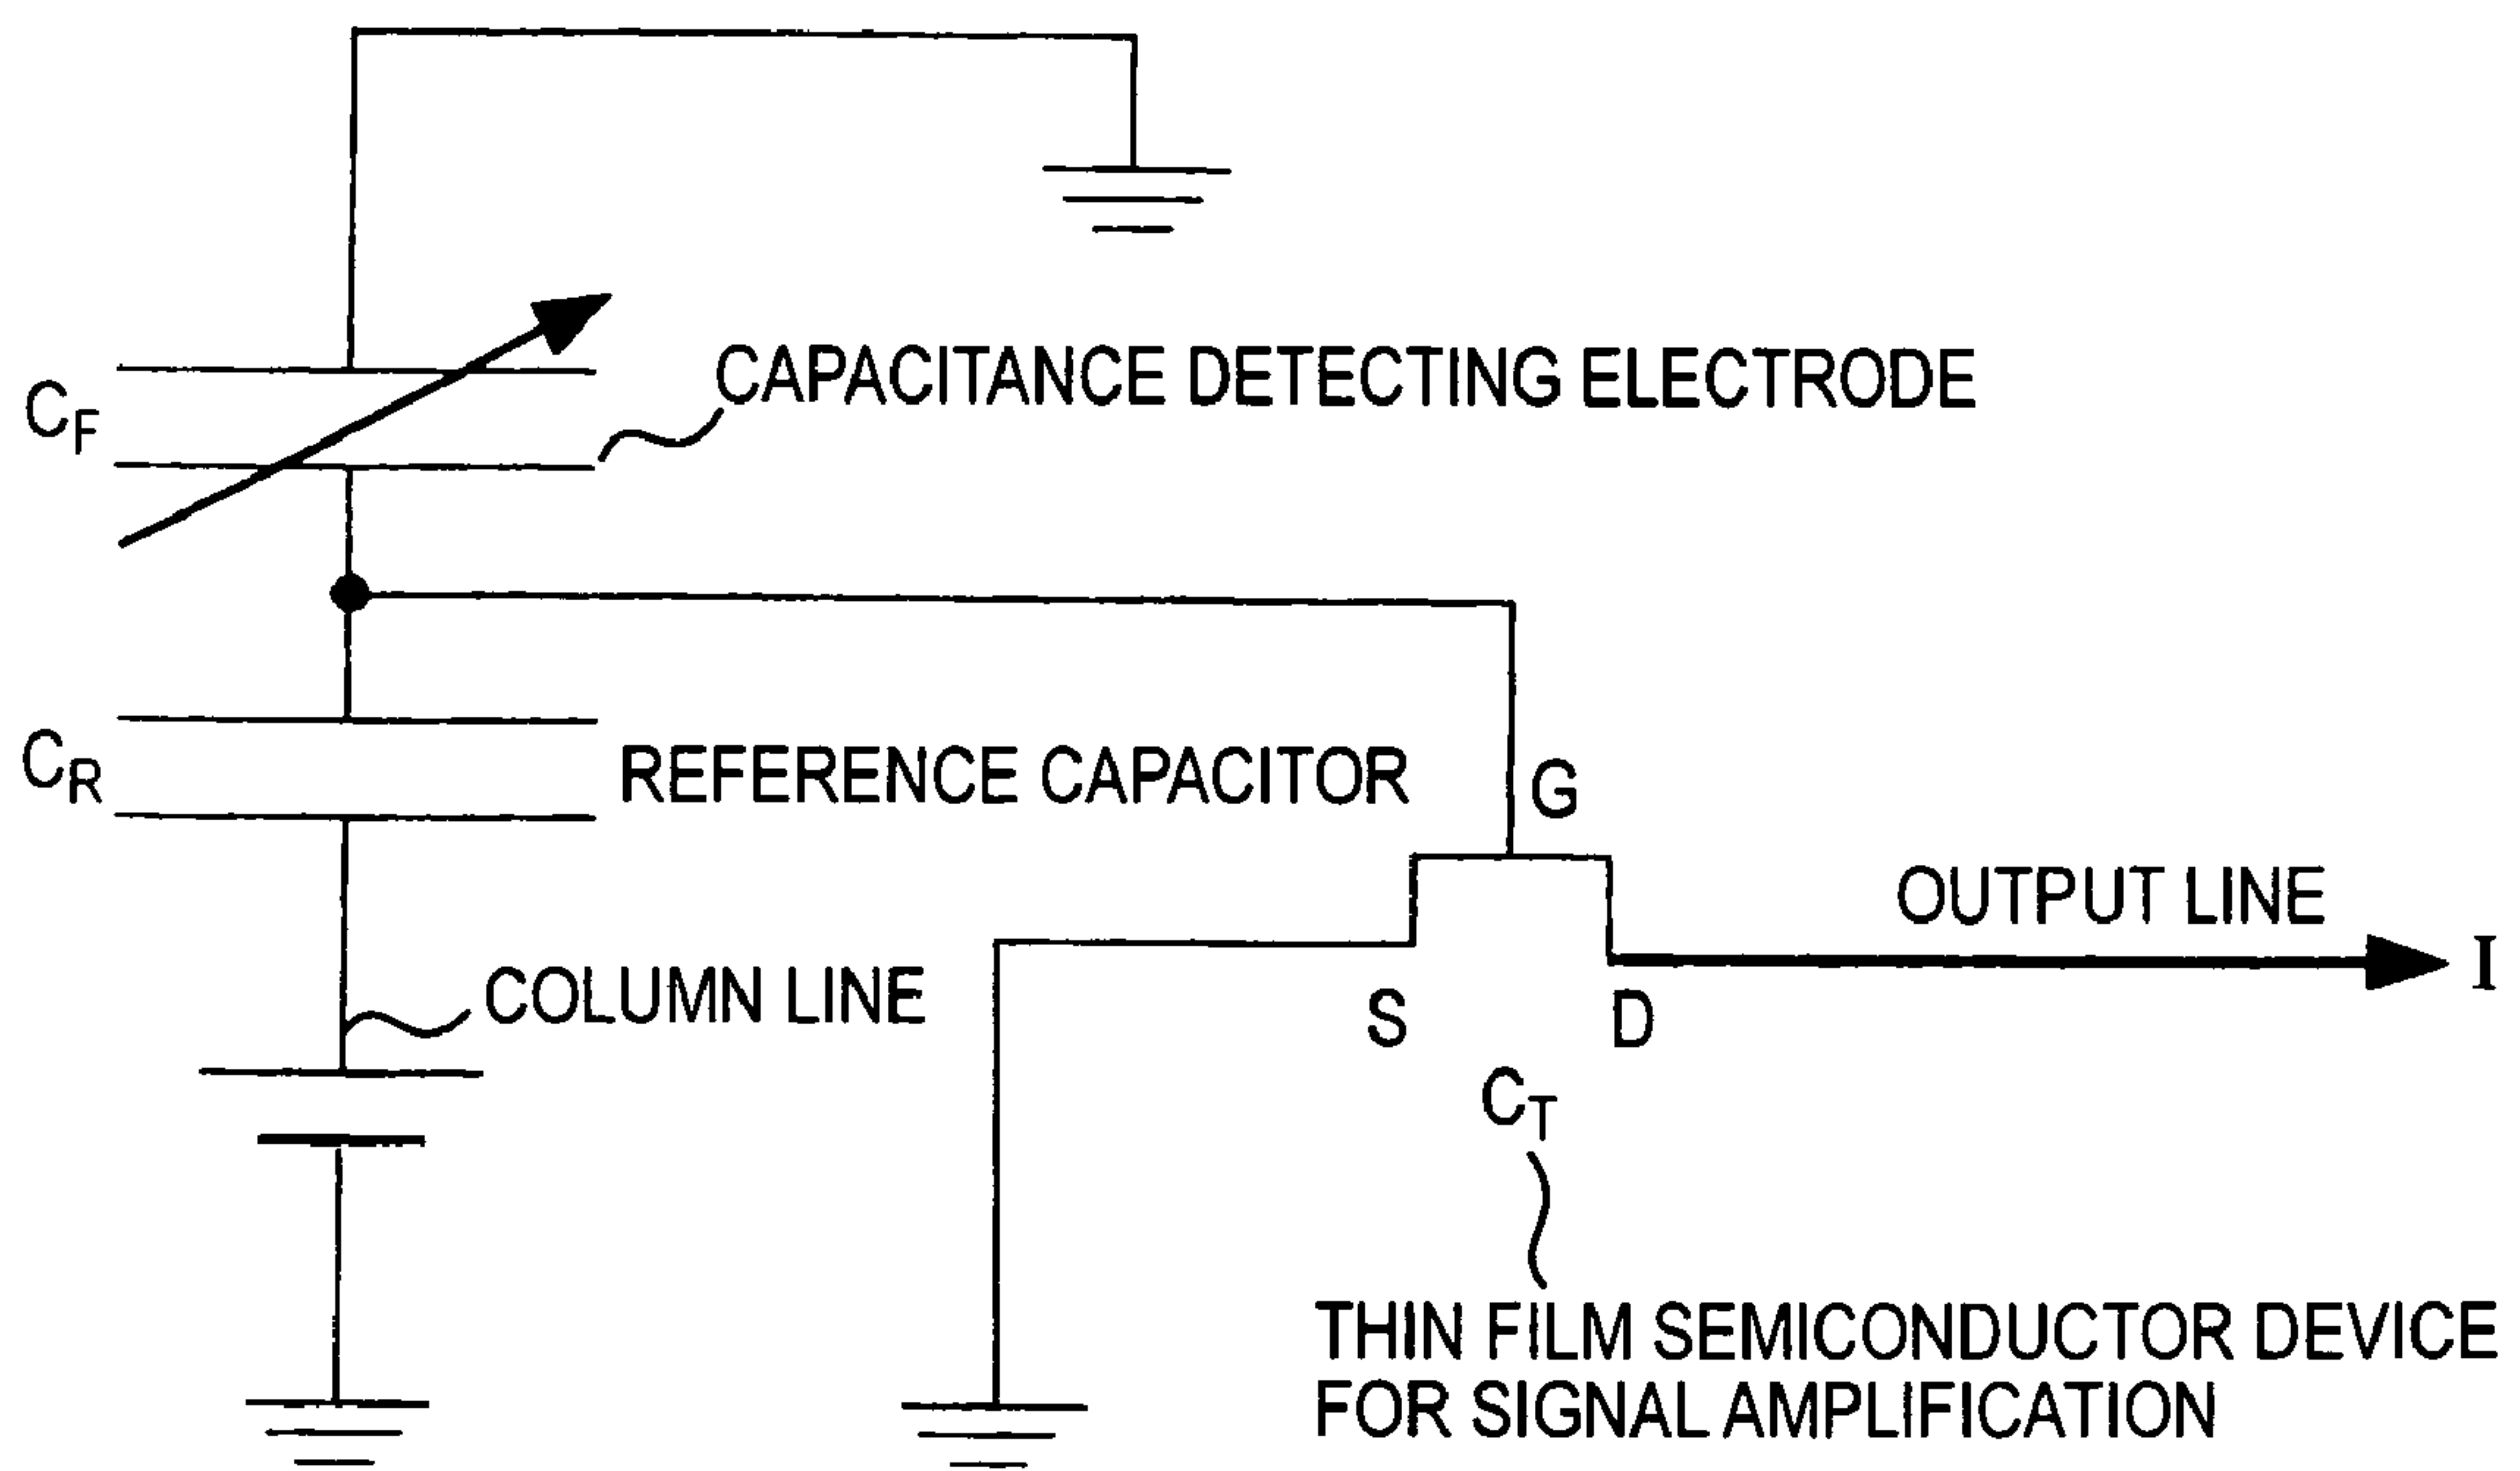 CAPACITANCE DETECTING ELECTRODE
CF
CR
REFERENCE CAPACITOR
G
OUTPUT LINE
I
COLUMN LINE
S
D
CT
THIN FILM SEMICONDUCTOR DEVICE
FOR SIGNAL AMPLIFICATION